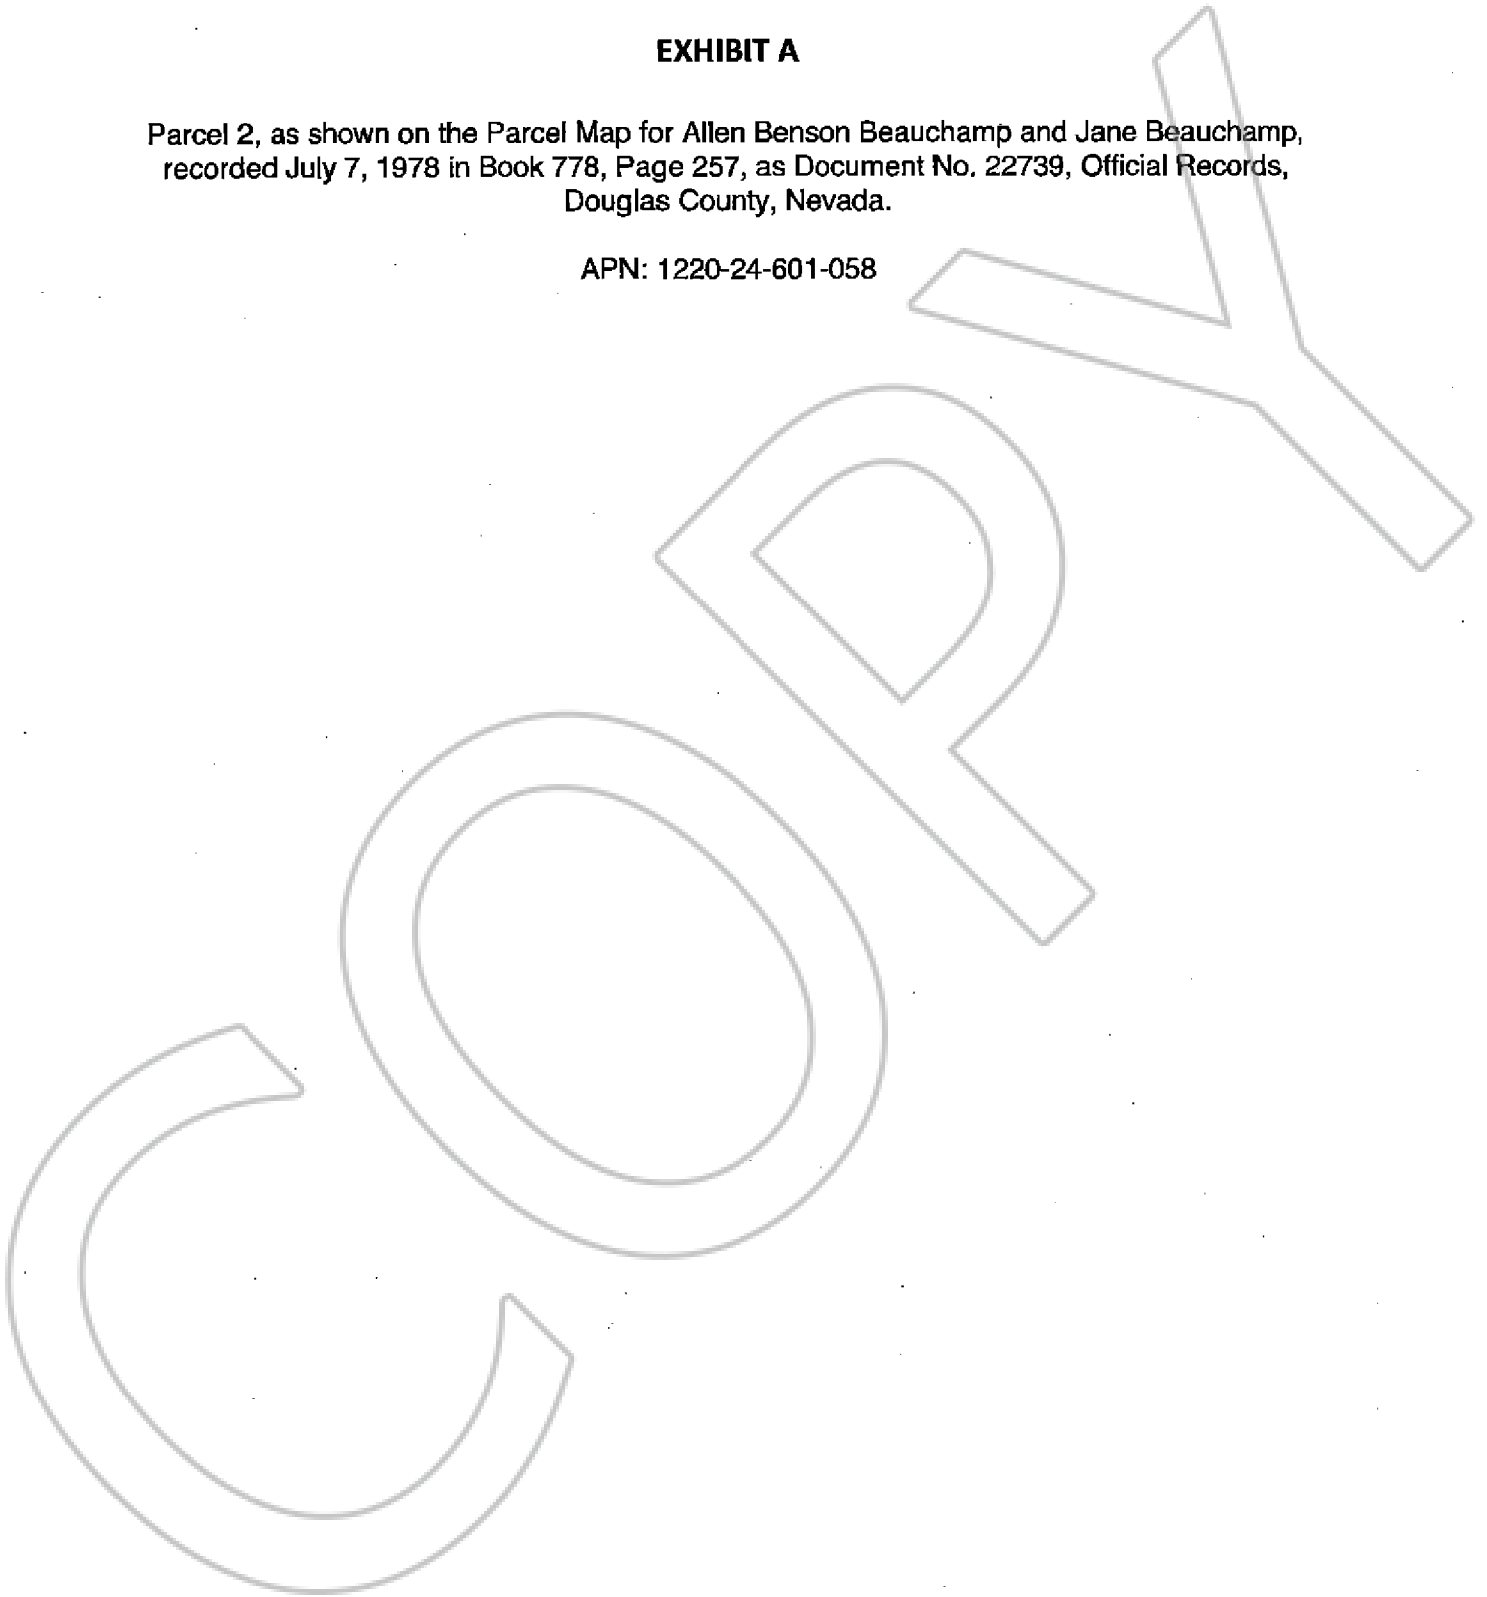 EXHIBIT A
Parcel 2, as shown on the Parcel Map for Allen Benson Beauchamp and Jane Beauchamp,
recorded July 7, 1978 in Book 778, Page 257, as Document No. 22739, Official Records,
Douglas County, Nevada.
APN: 1220-24-601-058
COPY